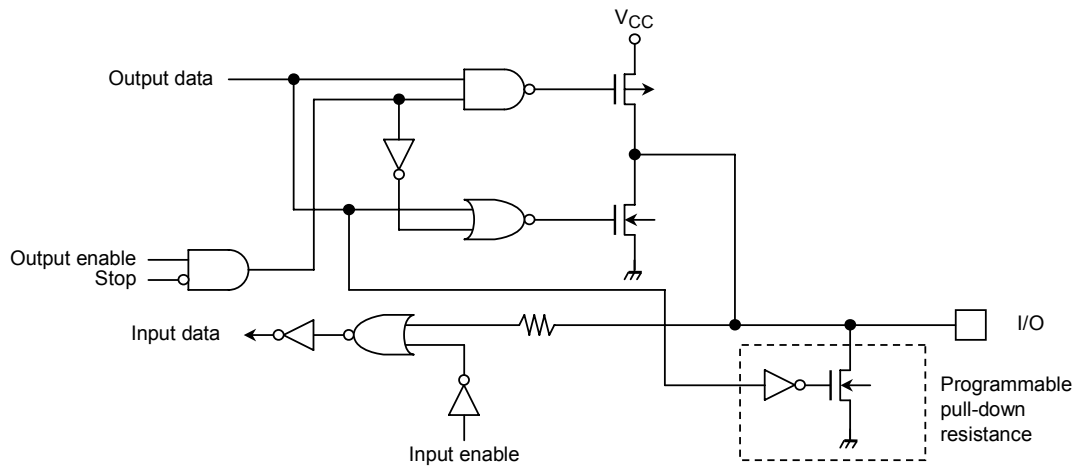 VCC
Output data
Output enable
Stop
Input data
I/O
Programmable
pull-down
resistance
Input enable